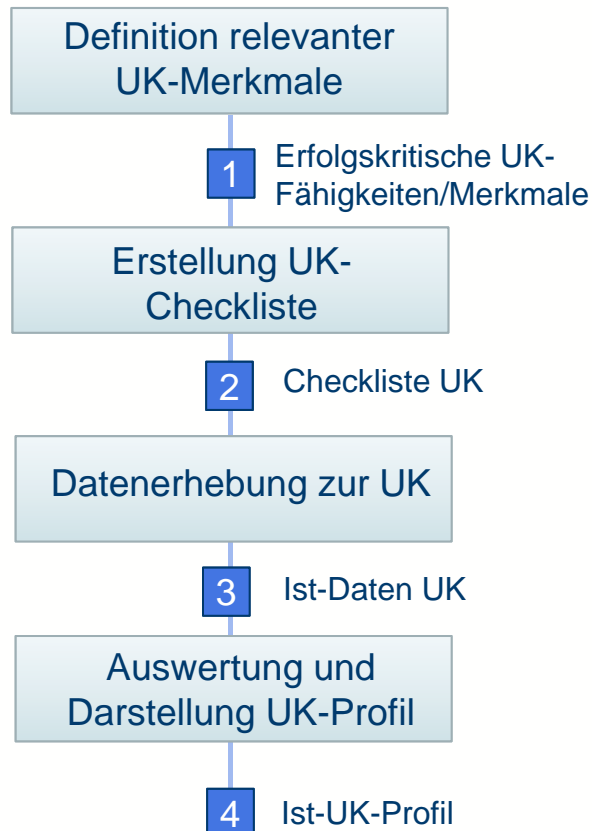 Definition relevanter
UK-Merkmale
1
Erfolgskritische UK-
Fähigkeiten/Merkmale
Erstellung UK-
Checkliste
2
Checkliste UK
Datenerhebung zur UK
3
Ist-Daten UK
Auswertung und
Darstellung UK-Profil
4
Ist-UK-Profil